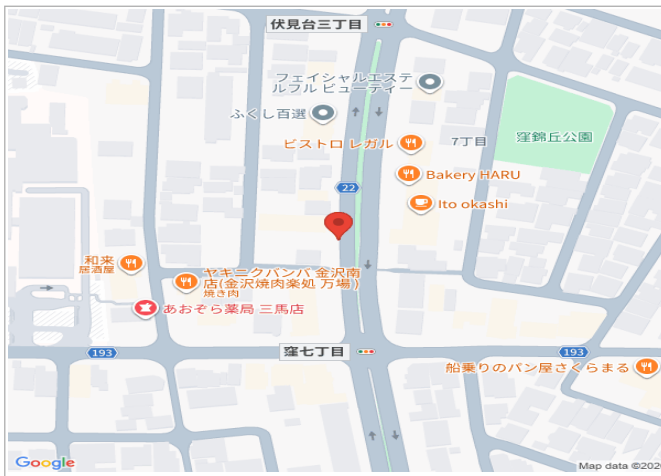 伏見台三丁目
フェイシャルエステ
ルフル ビューティー
ふくし百選
ビストロ レガル
7丁目
窪錦丘公園
Bakery HARU
22
Ito okashi
和来
居酒屋
ヤキニクバンバ 金沢南
店(金沢焼肉楽処 万場 )
焼き肉
あおぞら薬局 三馬店
193
窪七丁目
193
船乗りのパン屋さくらまる
Google
Map data ©202